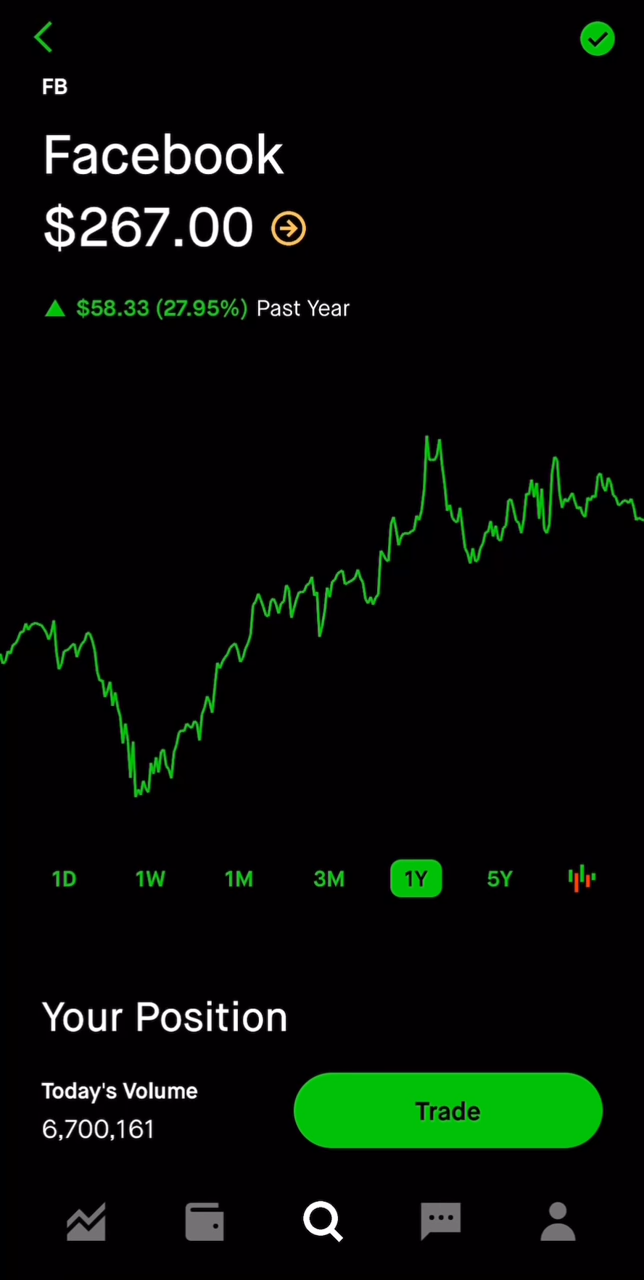 FB
Facebook
$267.00
$58.33 (27.95%) Past Year
1D 1W 1M 3M 1Y 5Y
Your Position
Today's Volume
6,700,161
Trade